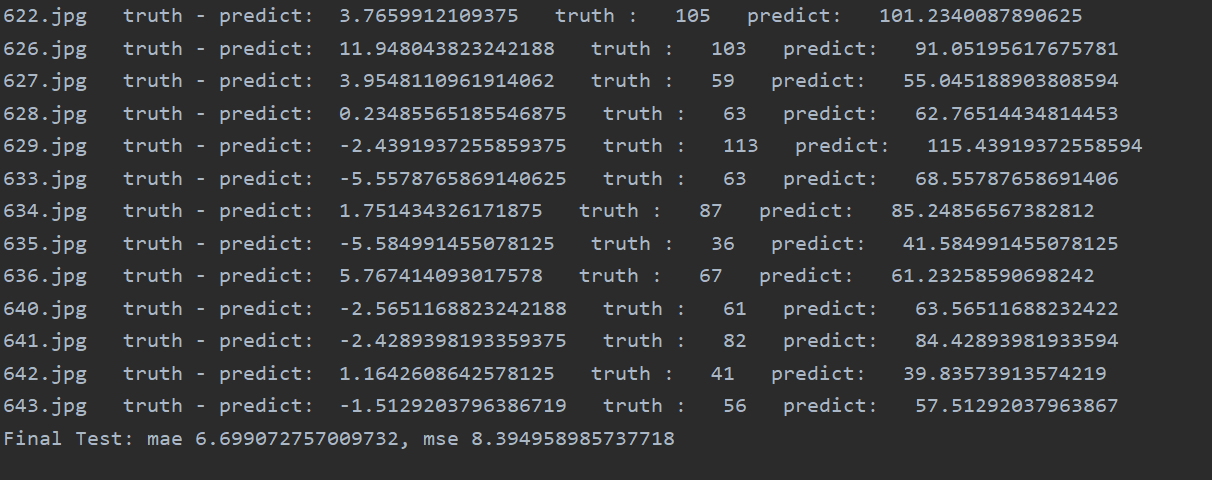 622.jpg   truth - predict:  3.7659912109375   truth :   105   predict:   101.2340087890625
626.jpg   truth - predict:  11.948043823242188   truth :   103   predict:   91.05195617675781
627.jpg   truth - predict:  3.9548110961914062   truth :   59   predict:   55.045188903808594
628.jpg   truth - predict:  0.23485565185546875   truth :   63   predict:   62.76514434814453
629.jpg   truth - predict:  -2.4391937255859375   truth :   113   predict:   115.43919372558594
633.jpg   truth - predict:  -5.5578765869140625   truth :   63   predict:   68.55787658691406
634.jpg   truth - predict:  1.751434326171875   truth :   87   predict:   85.24856567382812
635.jpg   truth - predict:  -5.584991455078125   truth :   36   predict:   41.584991455078125
636.jpg   truth - predict:  5.767414093017578   truth :   67   predict:   61.23258590698242
640.jpg   truth - predict:  -2.5651168823242188   truth :   61   predict:   63.56511688232422
641.jpg   truth - predict:  -2.4289398193359375   truth :   82   predict:   84.42893981933594
642.jpg   truth - predict:  1.1642608642578125   truth :   41   predict:   39.83573913574219
643.jpg   truth - predict:  -1.5129203796386719   truth :   56   predict:   57.51292037963867
Final Test: mae 6.699072757009732, mse 8.394958985737718